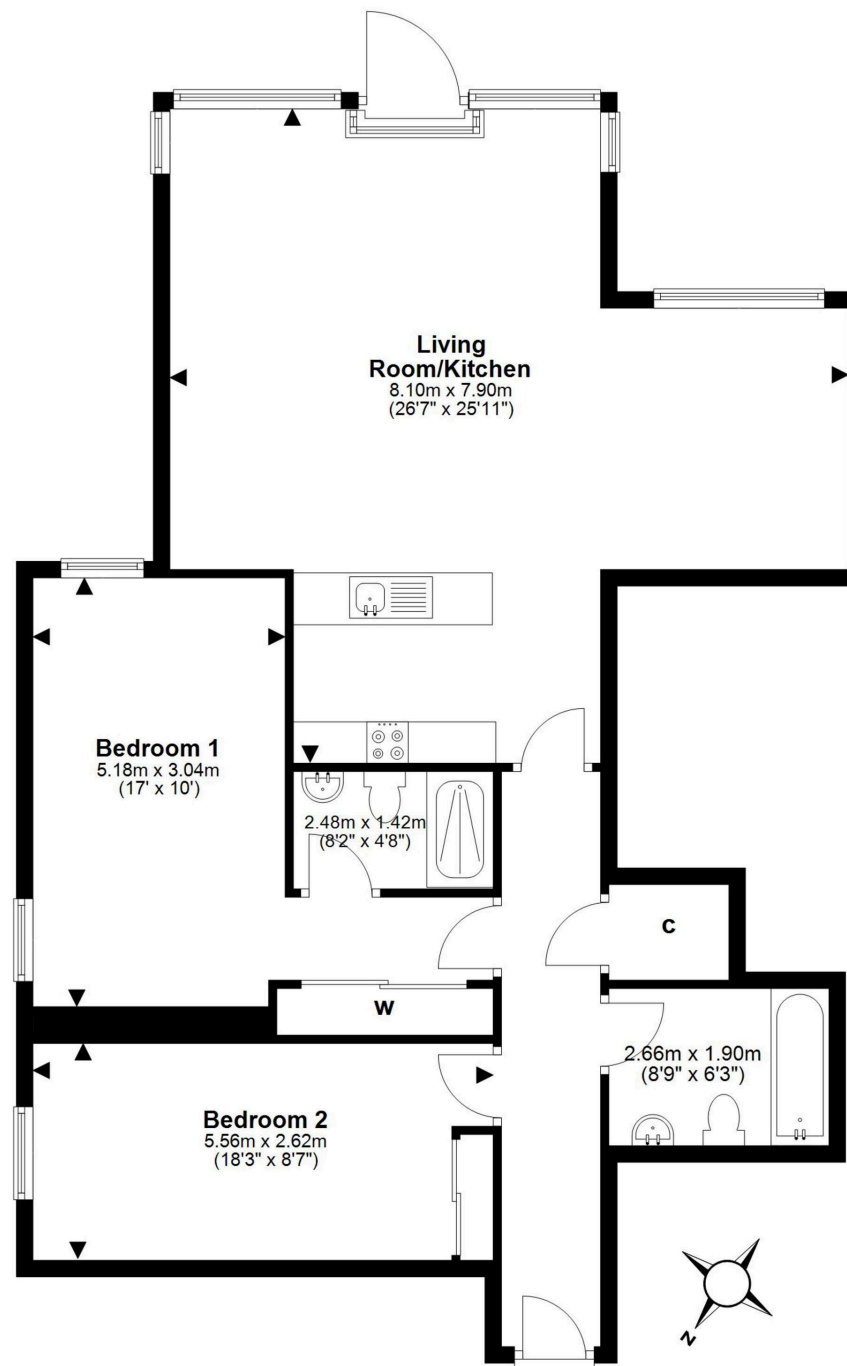 Living
Room/Kitchen
8.10m x 7.90m
(26'7" x 25'11")
Bedroom 1
5.18m x 3.04m
(17' x 10')
2.48m x 1.42m
(8'2" x 4'8")
C
W
2.66m x 1.90m
(8'9" x 6'3")
Bedroom 2
5.56m x 2.62m
(18'3" x 8'7")
N